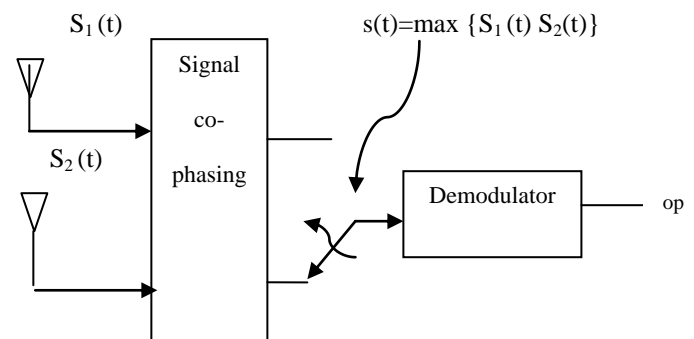 S1 (t)
s(t)=max {S1 (t) S2(t)}
Signal
co-
phasing
S2 (t)
Demodulator
op